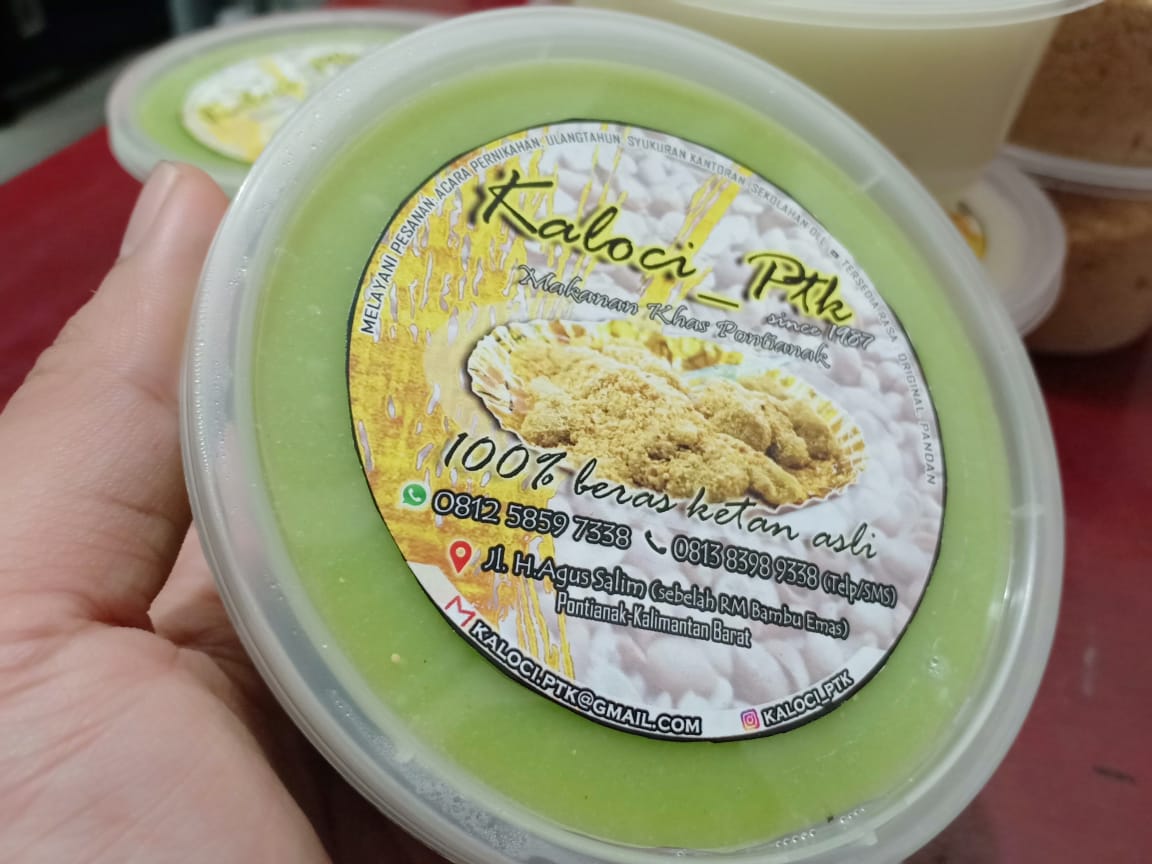 MELAYANI PESANAN ACARA PERNIKAHAN, ULANGTAHUN, SYUKURAN KANTORAN, SEKOLAHAN DLL. TERSEDIA RASA ORIGINAL, PANDAN
Kaloci_Ptk
since 1987
Makanan Khas Pontianak
100% beras ketan asli
0812 5859 7338
0813 8398 9338 (Telp/SMS)
Jl. H.Agus Salim (sebelah RM Bambu Emas)
Pontianak-Kalimantan Barat
KALOCI.PTK@GMAIL.COM
KALOCI_PTK